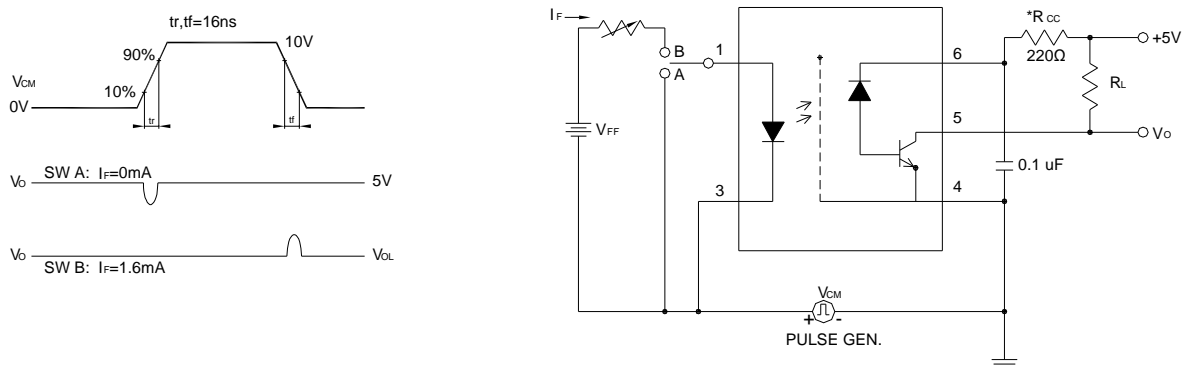 tr,tf=16ns
90%
10V
VCM
10%
0V
tr
tf
VO
SW A: IF=0mA
5V
VO
SW B: IF=1.6mA
VOL
IF
B
A
1
VFF
3
6
5
4
*RCC
220Ω
+5V
RL
VO
0.1 uF
VCM
+
-
PULSE GEN.